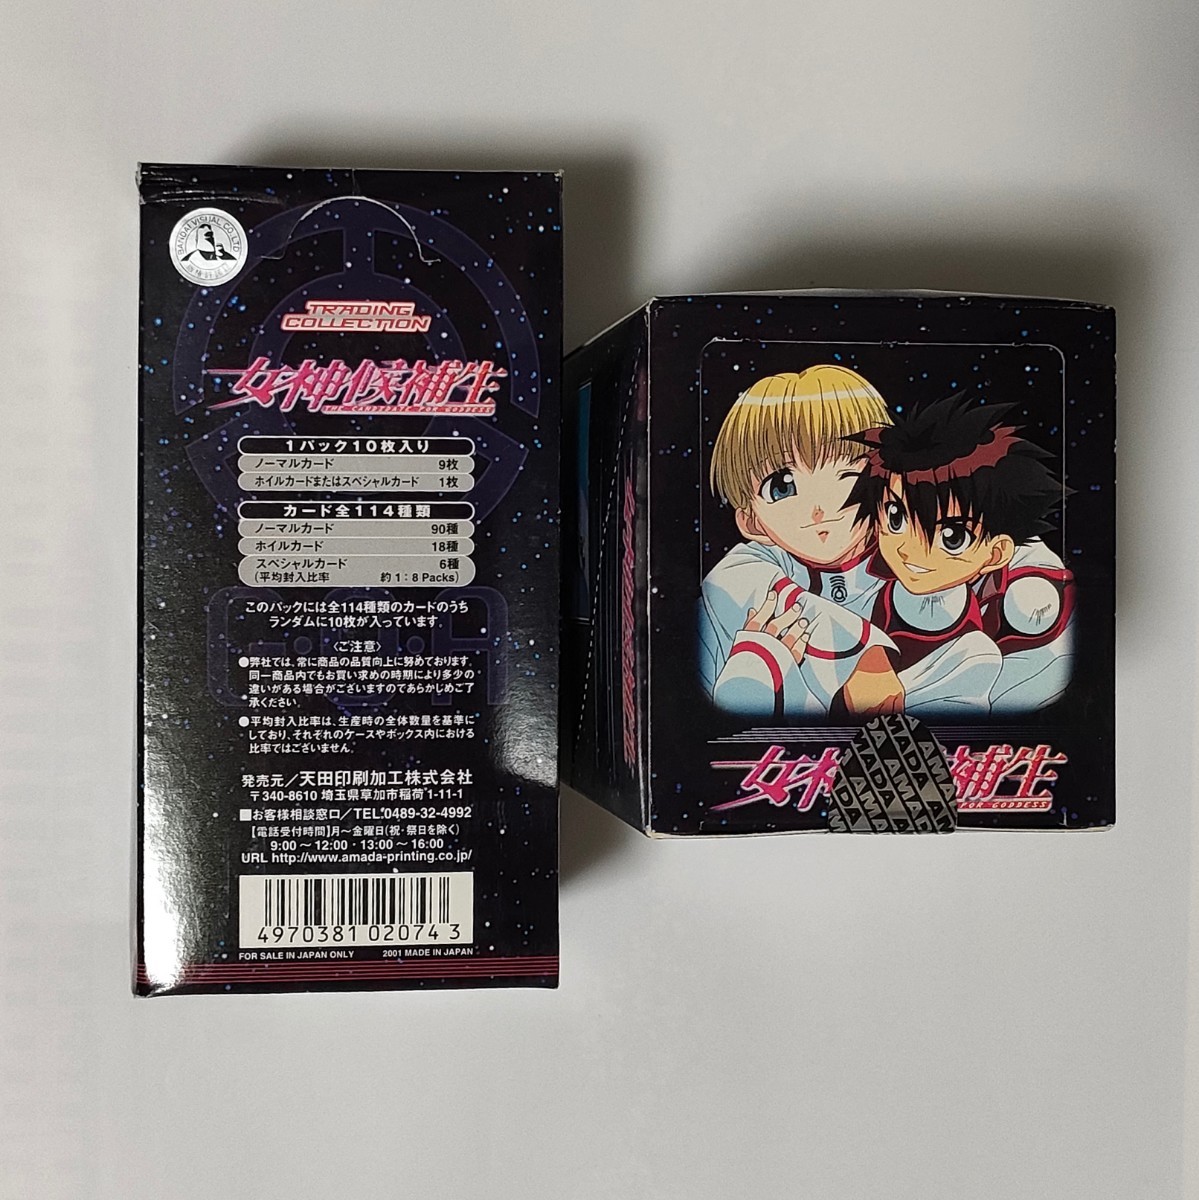 BANDAI VISUAL CO., LTD.
TRADING
COLLECTION
女神候補生
THE CANDIDATE FOR GODDESS
1パック10枚入り
ノーマルカード 9枚
ホイルカードまたはスペシャルカード 1枚
カード全114種類
ノーマルカード 90種
ホイルカード 18種
スペシャルカード 6種
(平均封入比率 約1:8 Packs)
このパックには全114種類のカードのうち
ランダムに10枚が入っています。
〈ご注意〉
●弊社では、常に商品の品質向上に努めております。
同一商品内でもお買い求めの時期により多少の
違いがある場合がございますのであらかじめご了
承ください。
●平均封入比率は、生産時の全体数量を基準に
しており、それぞれのケースやボックス内における
比率ではございません。
発売元／天田印刷加工株式会社
〒340-8610 埼玉県草加市稲荷1-11-1
■お客様相談窓口／TEL:0489-32-4992
【電話受付時間】月～金曜日(祝・祭日を除く)
9:00～12:00・13:00～16:00
URL http://www.amada-printing.co.jp/
4970381020743
FOR SALE IN JAPAN ONLY 2001 MADE IN JAPAN
G・O・A
女神 補生
FOR GODDESS
AMADA AMADA